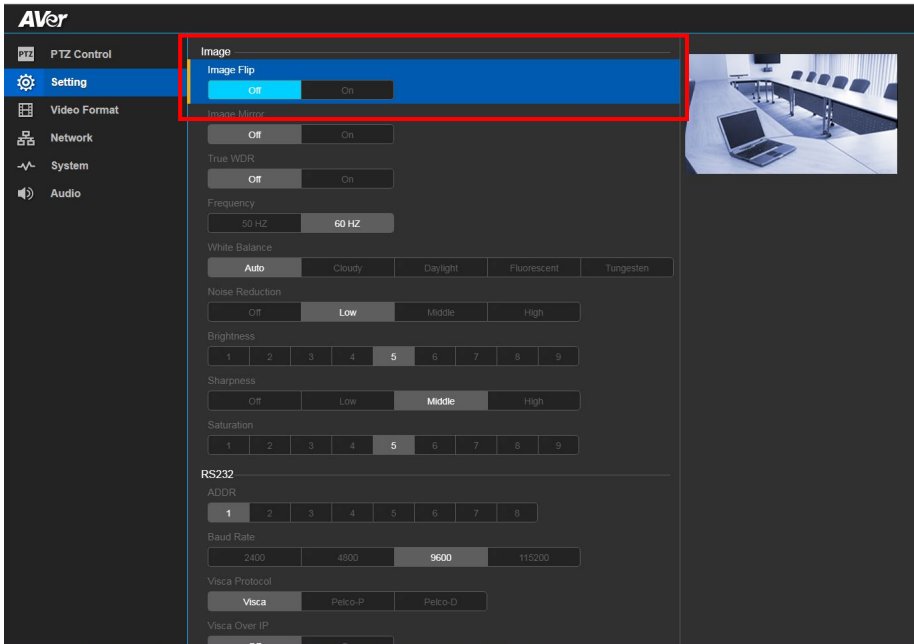 AVer
PTZ PTZ Control
Setting
Video Format
Network
System
Audio
Image
Image Flip
Off On
Image Mirror
Off On
True WDR
Off On
Frequency
50 HZ 60 HZ
White Balance
Auto Cloudy Daylight Fluorescent Tungesten
Noise Reduction
Off Low Middle High
Brightness
1 2 3 4 5 6 7 8 9
Sharpness
Off Low Middle High
Saturation
1 2 3 4 5 6 7 8 9
RS232
ADDR
1 2 3 4 5 6 7 8
Baud Rate
2400 4800 9600 115200
Visca Protocol
Visca Pelco-P Pelco-D
Visca Over IP